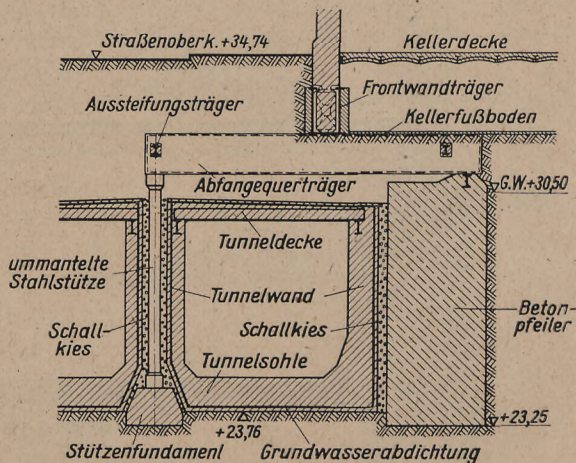 Straßenoberk. +34,74
Kellerdecke
Frontwandträger
Aussteifungsträger
Kellerfußboden
G.W.+30,50
Abfangequerträger
Tunneldecke
ummantelte
Stahlstütze
Tunnelwand
Beton-
pfeiler
Schall-
kies
Schallkies
Tunnelsohle
+23,76
+23,25
Stützenfundament
Grundwasserabdichtung